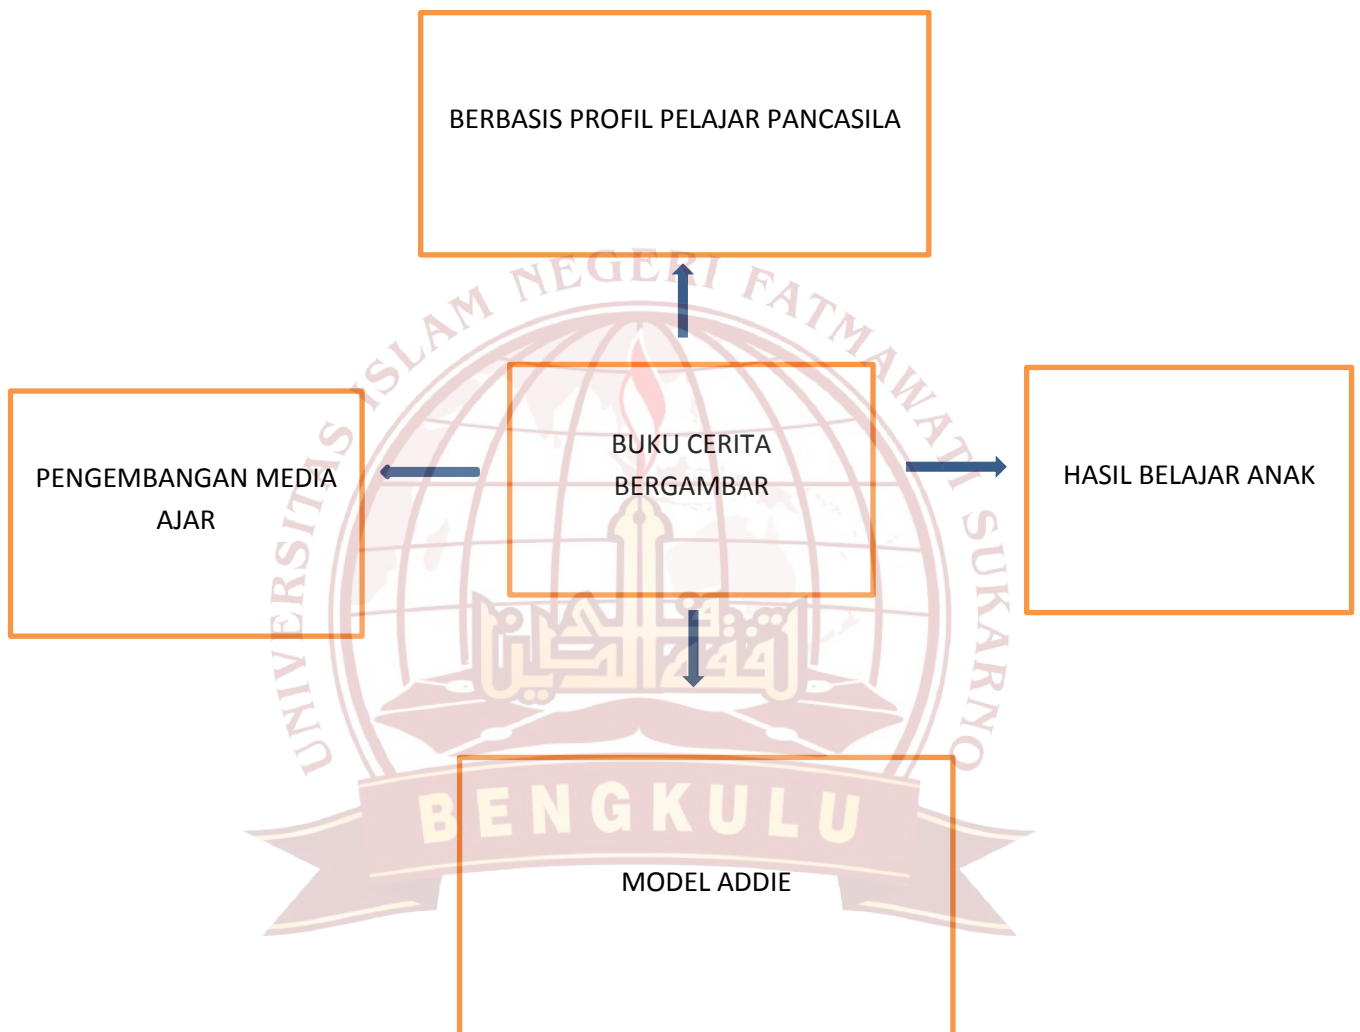 BERBASIS PROFIL PELAJAR PANCASILA
UNIVERSITAS ISLAM NEGERI FATMAWATI SUKARNO
BUKU CERITA
BERGAMBAR
PENGEMBANGAN MEDIA
AJAR
HASIL BELAJAR ANAK
BENGKULU
MODEL ADDIE